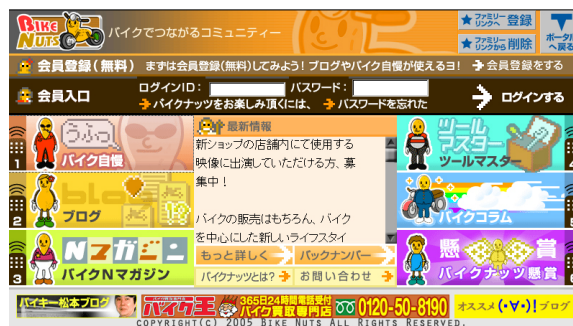 BIKE NUTS
バイクでつながるコミュニティー
★ファミリーリンクへ 登録
★ファミリーリンクから 削除
ポータルへ戻る
会員登録(無料) まずは会員登録(無料)してみよう! ブログやバイク自慢が使えるヨ! 会員登録をする
会員入口
ログインID: パスワード:
バイクナッツをお楽しみ頂くには、 パスワードを忘れた
ログインする
1
うふっ
バイク自慢
2
blog
ブログ
3
Nマガジニ
バイクNマガジン
最新情報
新ショップの店舗内にて使用する
映像に出演していただける方、募
集中!
バイクの販売はもちろん、バイク
を中心にした新しいライフスタイ
もっと詳しく
バックナンバー
バイクナッツとは?
お問い合わせ
4
ツールマスター
ツールマスター
5
バイクコラム
6
懸賞
バイクナッツ懸賞
バイキー松本ブログ
バイク王
365日24時間電話受付
バイク買取専門店
0120-50-8190
オススメ(・▼・)!ブログ
COPYRIGHT(C) 2005 BIKE NUTS ALL RIGHTS RESERVED.